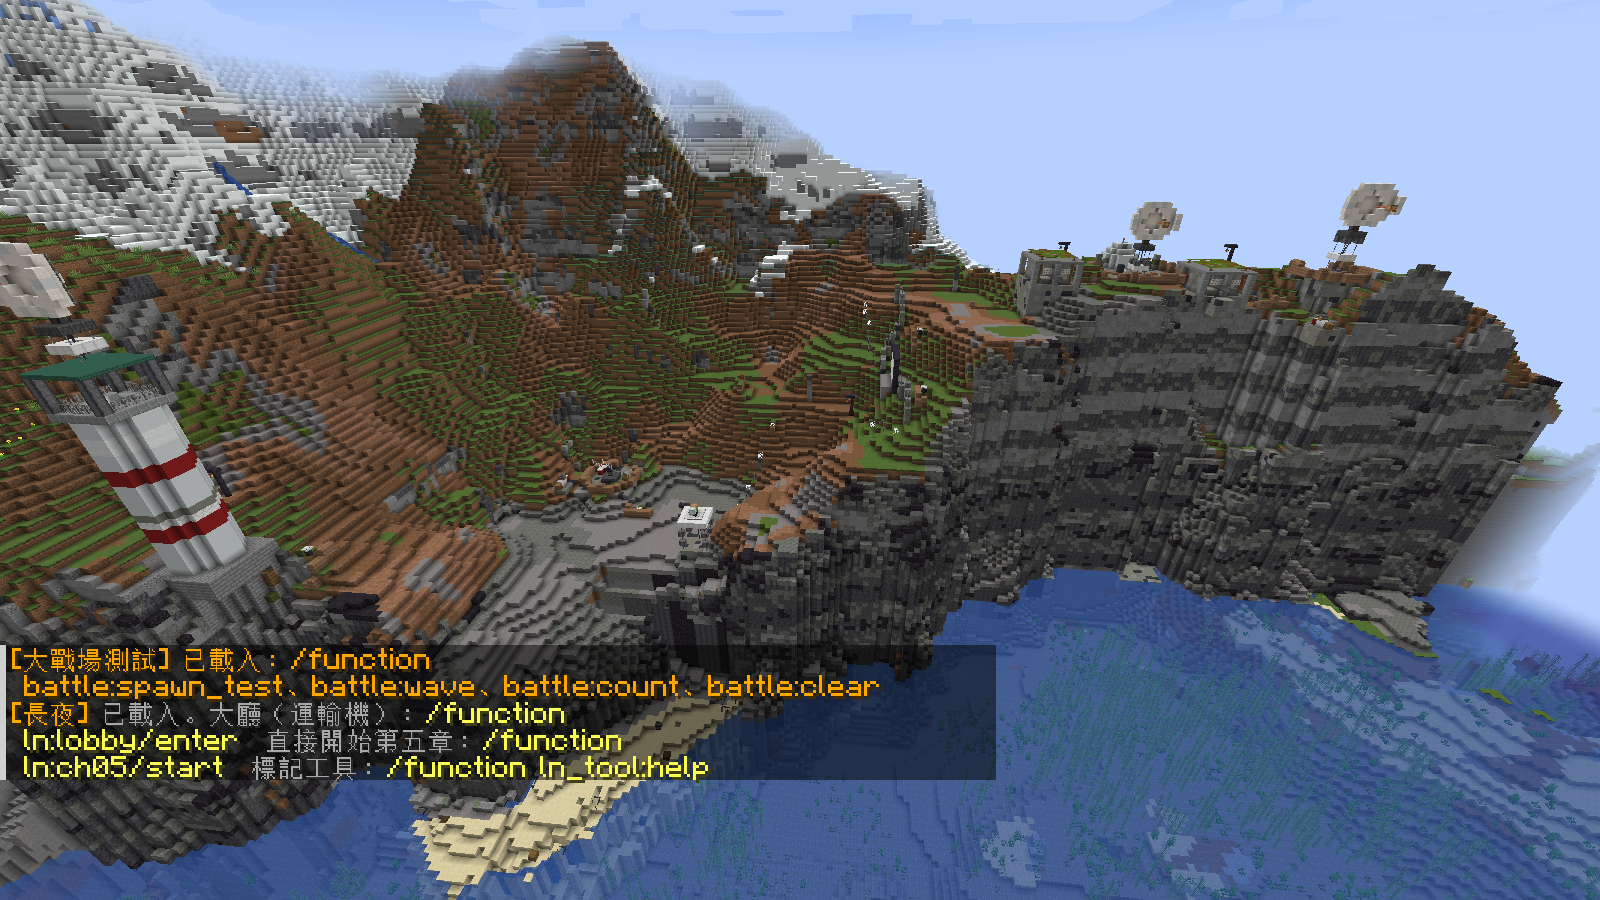 [大戰場測試] 已載入: /function
battle:spawn_test、battle:wave、battle:count、battle:clear
[長夜] 已載入。大廳（運輸機）: /function
ln:lobby/enter 直接開始第五章: /function
ln:ch05/start 標記工具: /function ln_tool:help